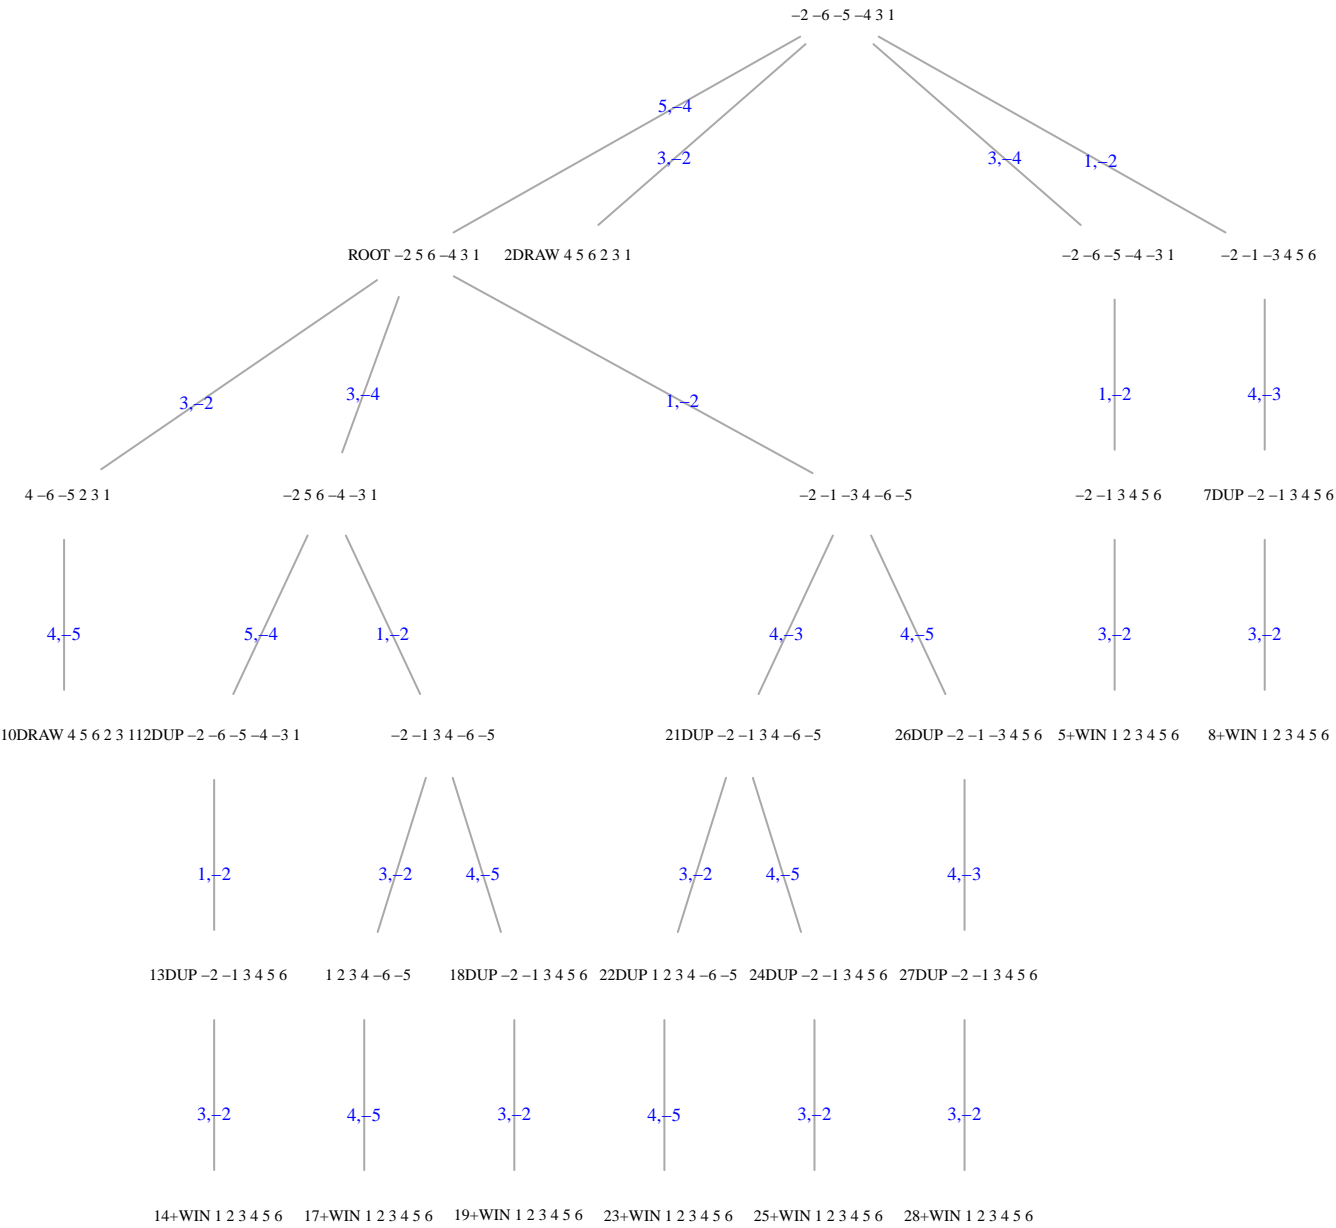 −2 −6 −5 −4 3 1
5,−4
3,−2
3,−4
1,−2
ROOT −2 5 6 −4 3 1
2DRAW 4 5 6 2 3 1
−2 −6 −5 −4 −3 1
−2 −1 −3 4 5 6
3,−2
3,−4
1,−2
1,−2
4,−3
4 −6 −5 2 3 1
−2 5 6 −4 −3 1
−2 −1 −3 4 −6 −5
−2 −1 3 4 5 6
7DUP −2 −1 3 4 5 6
4,−5
5,−4
1,−2
4,−3
4,−5
3,−2
3,−2
10DRAW 4 5 6 2 3 112DUP −2 −6 −5 −4 −3 1
−2 −1 3 4 −6 −5
21DUP −2 −1 3 4 −6 −5
26DUP −2 −1 −3 4 5 6
5+WIN 1 2 3 4 5 6
8+WIN 1 2 3 4 5 6
1,−2
3,−2
4,−5
3,−2
4,−5
4,−3
13DUP −2 −1 3 4 5 6
1 2 3 4 −6 −5
18DUP −2 −1 3 4 5 6
22DUP 1 2 3 4 −6 −5
24DUP −2 −1 3 4 5 6
27DUP −2 −1 3 4 5 6
3,−2
4,−5
3,−2
4,−5
3,−2
3,−2
14+WIN 1 2 3 4 5 6
17+WIN 1 2 3 4 5 6
19+WIN 1 2 3 4 5 6
23+WIN 1 2 3 4 5 6
25+WIN 1 2 3 4 5 6
28+WIN 1 2 3 4 5 6